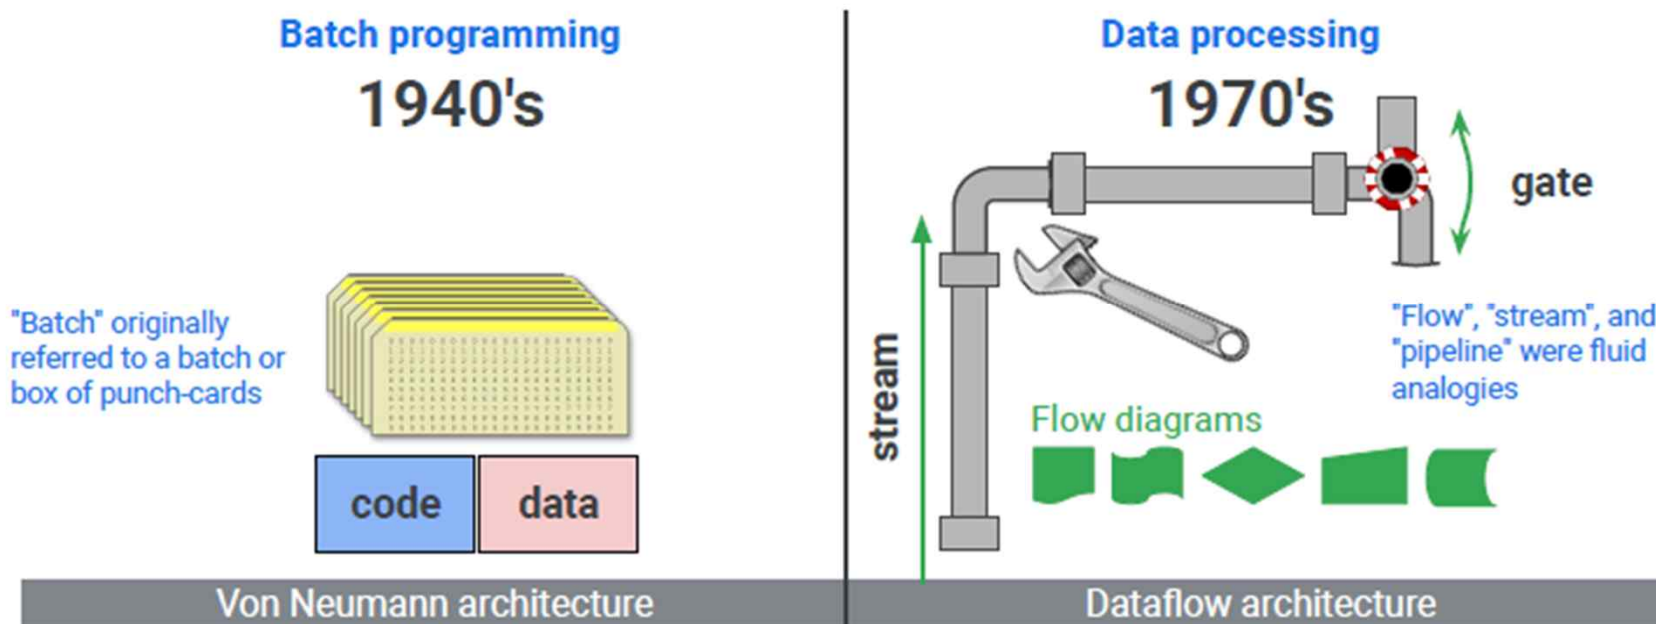 Batch programming
1940's
"Batch" originally
referred to a batch or
box of punch-cards
code
data
Von Neumann architecture
Data processing
1970's
gate
stream
"Flow", "stream", and
"pipeline" were fluid
analogies
Flow diagrams
Dataflow architecture